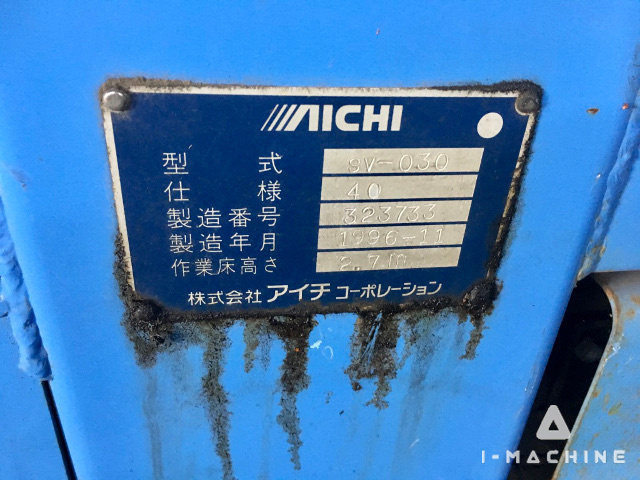 AICHI
型 式 SV-030
仕 様 40
製造番号 323733
製造年月 1996-11
作業床高さ 2.7m
株式会社 アイチ コーポレーション
I-MACHINE